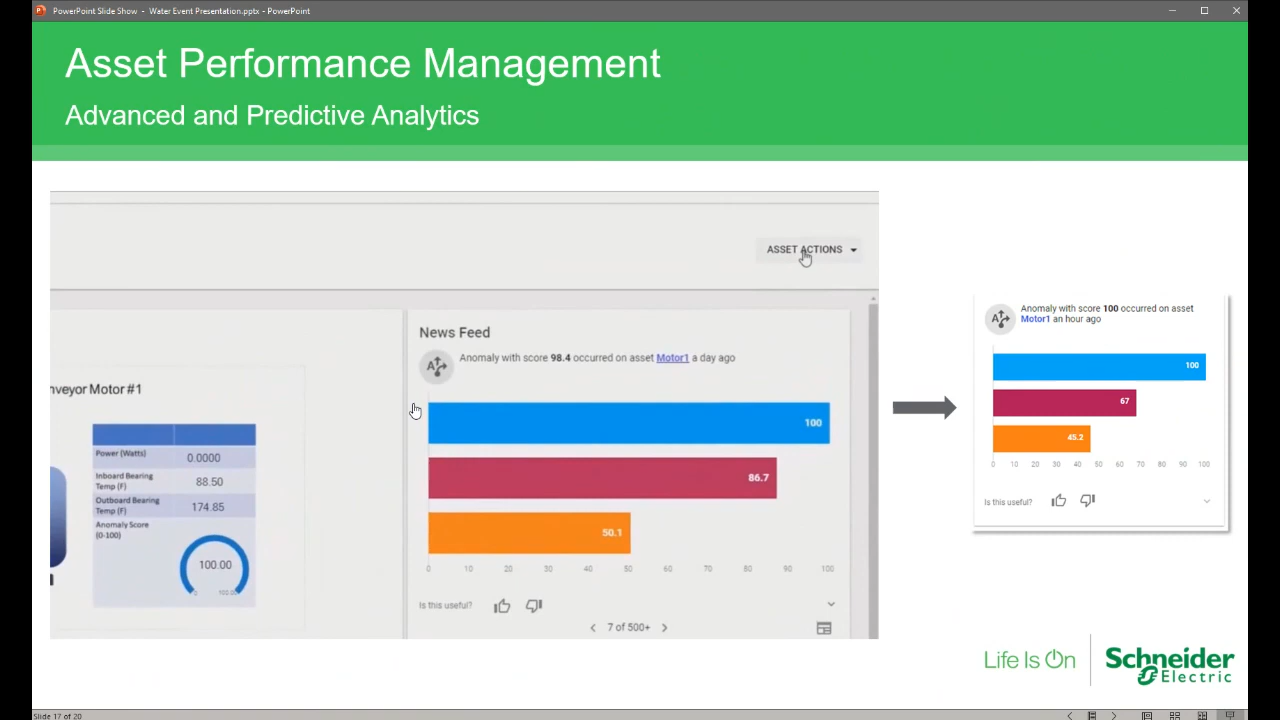 PowerPoint Slide Show - Water Event Presentation.pptx - PowerPoint
Asset Performance Management
Advanced and Predictive Analytics
ASSET ACTIONS
nveyor Motor #1
Power (Watts) 0.0000
Inboard Bearing
Temp (F) 88.50
Outboard Bearing
Temp (F) 174.85
Anomaly Score
(0-100)
100.00
0 100.00
News Feed
Anomaly with score 98.4 occurred on asset Motor1 a day ago
100
86.7
50.1
0 10 20 30 40 50 60 70 80 90 100
Is this useful?
7 of 500+
Anomaly with score 100 occurred on asset
Motor1 an hour ago
100
67
45.2
0 10 20 30 40 50 60 70 80 90 100
Is this useful?
Life Is On
Schneider
Electric
Slide 17 of 20